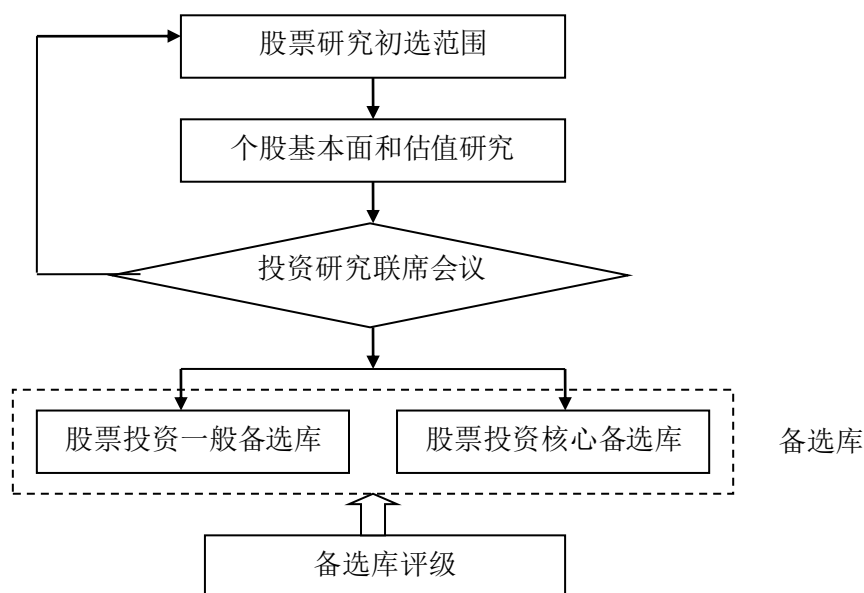 股票研究初选范围
个股基本面和估值研究
投资研究联席会议
股票投资一般备选库
股票投资核心备选库
备选库
备选库评级